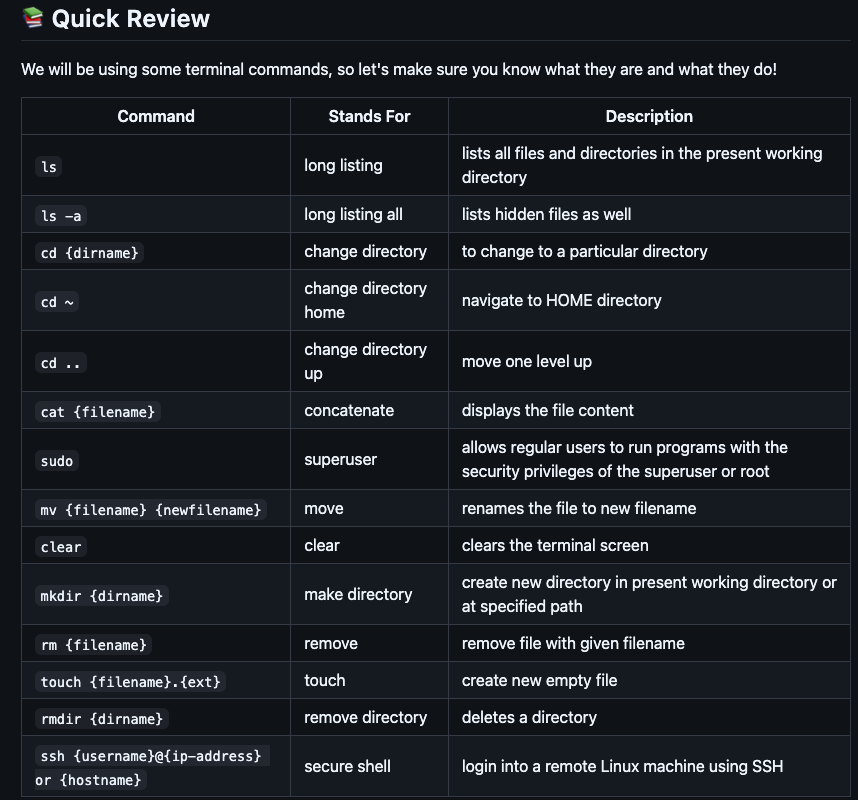 📚 Quick Review
We will be using some terminal commands, so let's make sure you know what they are and what they do!
Command Stands For Description
ls long listing lists all files and directories in the present working
directory
ls -a long listing all lists hidden files as well
cd {dirname} change directory to change to a particular directory
cd ~ change directory
home navigate to HOME directory
cd .. change directory
up move one level up
cat {filename} concatenate displays the file content
sudo superuser allows regular users to run programs with the
security privileges of the superuser or root
mv {filename} {newfilename} move renames the file to new filename
clear clear clears the terminal screen
mkdir {dirname} make directory create new directory in present working directory or
at specified path
rm {filename} remove remove file with given filename
touch {filename}.{ext} touch create new empty file
rmdir {dirname} remove directory deletes a directory
ssh {username}@{ip-address}
or {hostname} secure shell login into a remote Linux machine using SSH